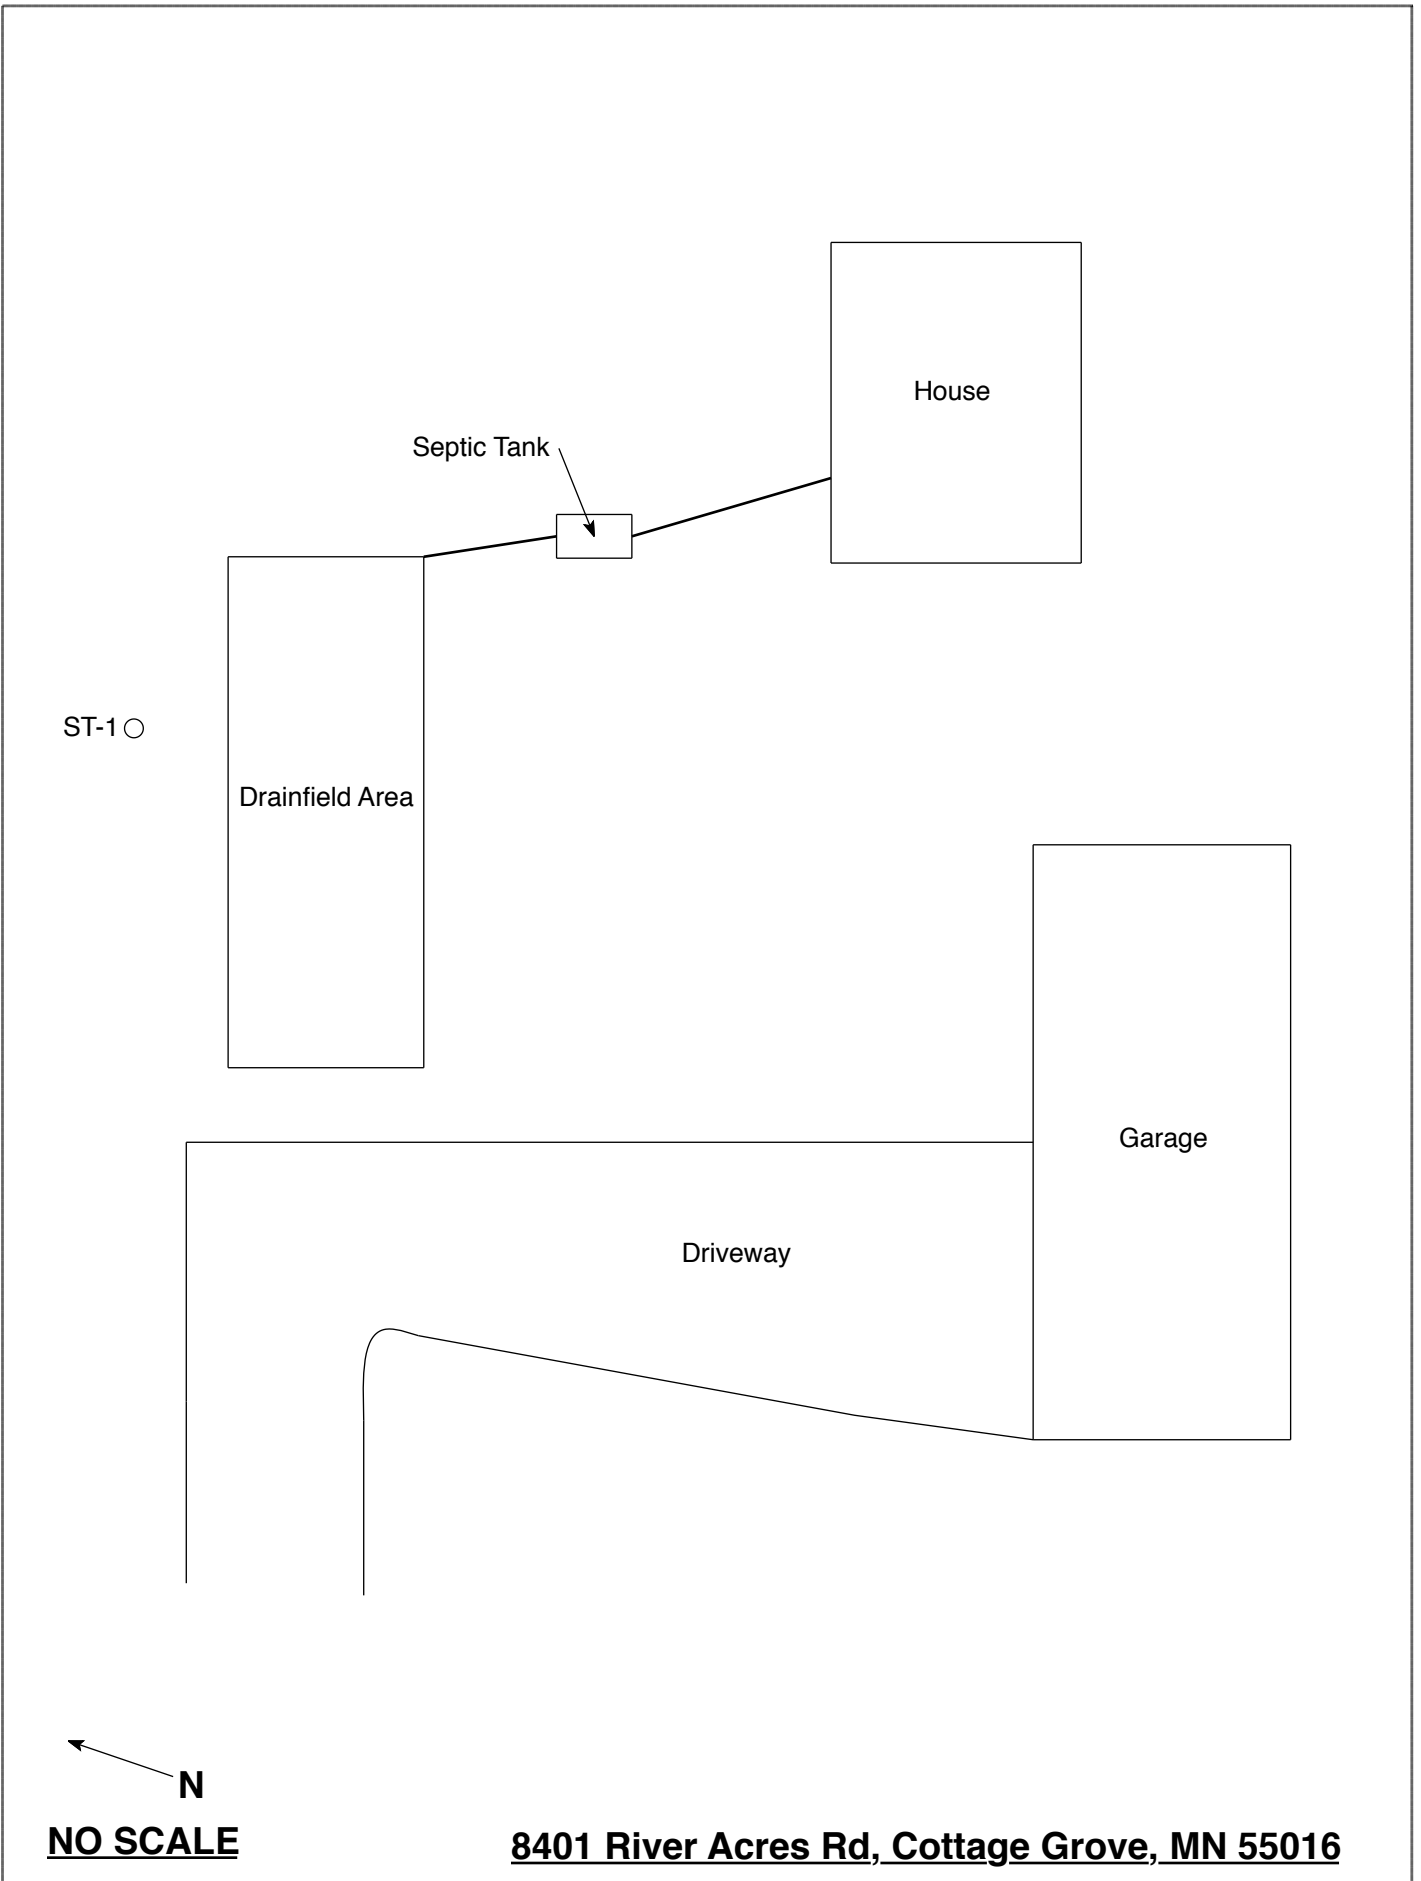 House
Septic Tank
ST-1
Drainfield Area
Garage
Driveway
N
NO SCALE
8401 River Acres Rd, Cottage Grove, MN 55016